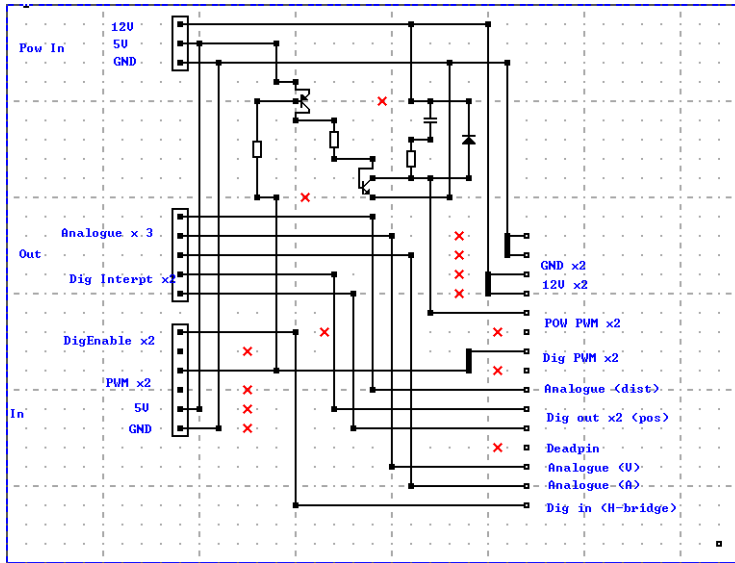 12V
Pow In
5V
GND
Analogue x 3
Out
GND x2
Dig Interpt x2
12V x2
POW PWM x2
DigEnable x2
Dig PWM x2
PWM x2
Analogue (dist)
5V
In
Dig out x2 (pos)
GND
Deadpin
Analogue (V)
Analogue (A)
Dig in (H-bridge)